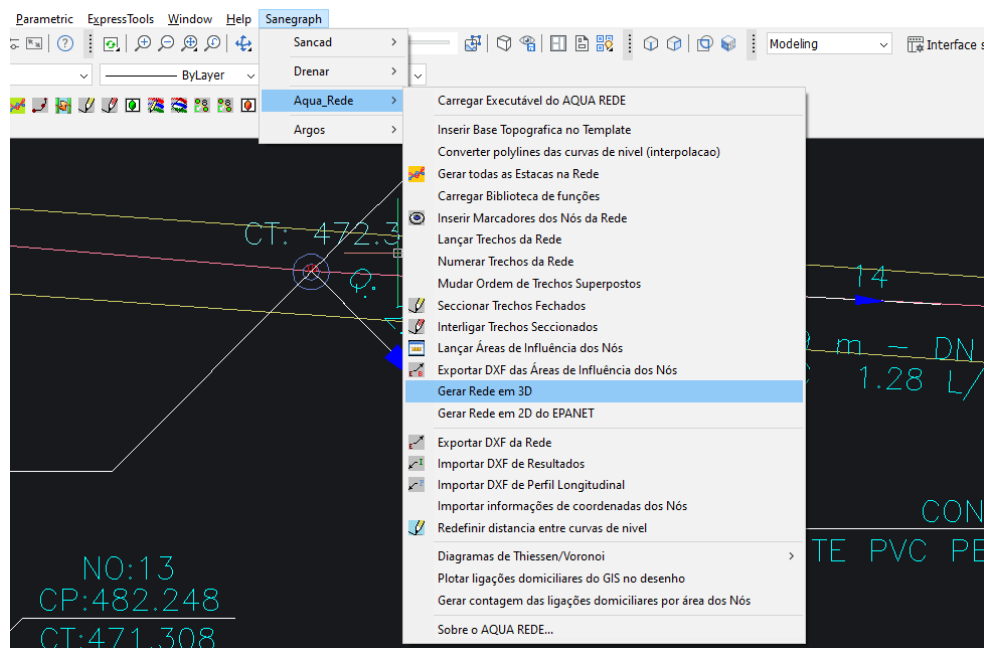 Parametric ExpressTools Window Help Sanegraph
Sancad
Modeling
Interface s
Drenar
ByLayer
Aqua_Rede
Argos
Carregar Executável do AQUA REDE
Inserir Base Topografica no Template
Converter polylines das curvas de nivel (interpolacao)
Gerar todas as Estacas na Rede
Carregar Biblioteca de funções
Inserir Marcadores dos Nós da Rede
Lançar Trechos da Rede
Numerar Trechos da Rede
Mudar Ordem de Trechos Superpostos
Seccionar Trechos Fechados
Interligar Trechos Seccionados
Lançar Áreas de Influência dos Nós
Exportar DXF das Áreas de Influência dos Nós
Gerar Rede em 3D
Gerar Rede em 2D do EPANET
Exportar DXF da Rede
Importar DXF de Resultados
Importar DXF de Perfil Longitudinal
Importar informações de coordenadas dos Nós
Redefinir distancia entre curvas de nivel
Diagramas de Thiessen/Voronoi
Plotar ligações domiciliares do GIS no desenho
Gerar contagem das ligações domiciliares por área dos Nós
Sobre o AQUA REDE...
CT: 472.3
Q.
14
m – DN
1.28 L/
CON
TE PVC PE
NO:13
CP:482.248
CT:471.308